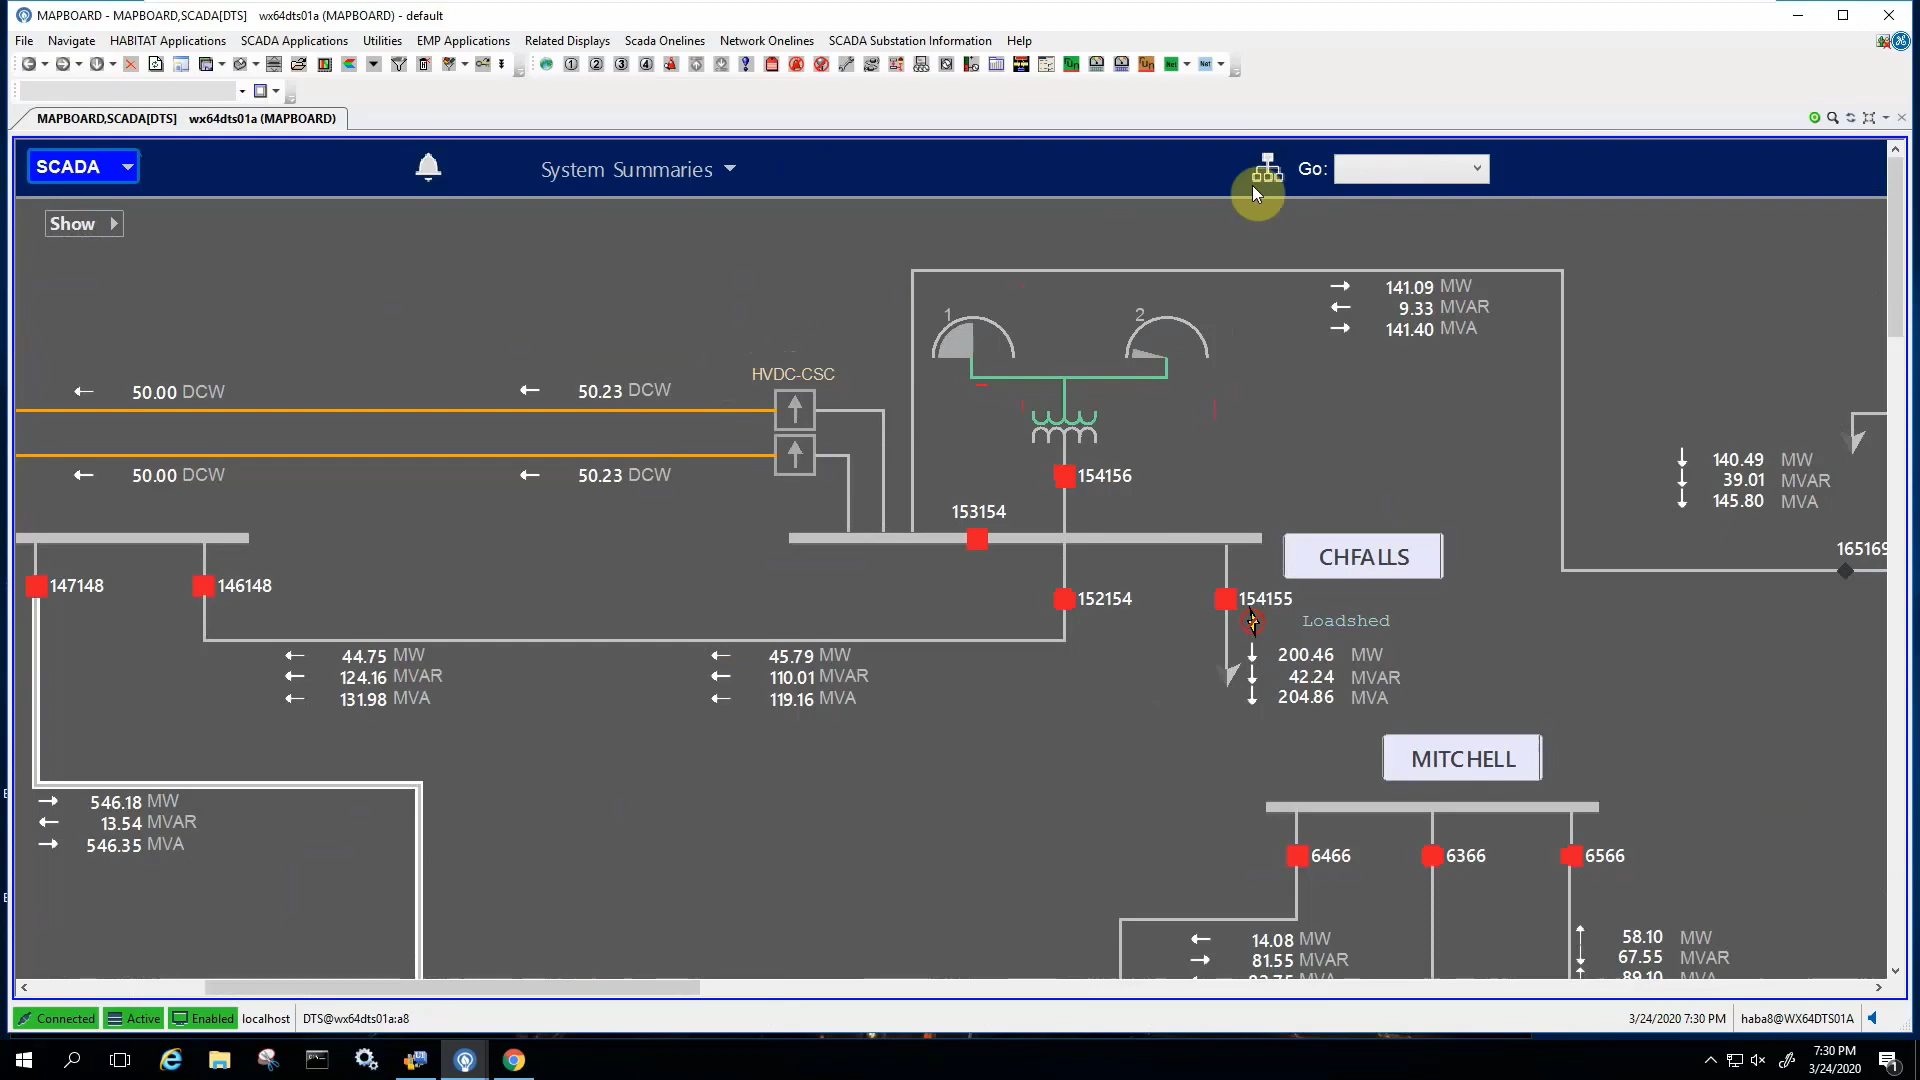 MAPBOARD - MAPBOARD,SCADA[DTS] wx64dts01a (MAPBOARD) - default
File Navigate HABITAT Applications SCADA Applications Utilities EMP Applications Related Displays Scada Onelines Network Onelines SCADA Substation Information Help
MAPBOARD,SCADA[DTS] wx64dts01a (MAPBOARD)
SCADA System Summaries Go:
Show
1 2
141.09 MW
9.33 MVAR
141.40 MVA
HVDC-CSC
50.00 DCW 50.23 DCW
50.00 DCW 50.23 DCW
154156
140.49 MW
39.01 MVAR
145.80 MVA
153154
165169
CHFALLS
147148 146148 152154 154155
Loadshed
44.75 MW 45.79 MW 200.46 MW
124.16 MVAR 110.01 MVAR 42.24 MVAR
131.98 MVA 119.16 MVA 204.86 MVA
MITCHELL
546.18 MW
13.54 MVAR
546.35 MVA
6466 6366 6566
14.08 MW 58.10 MW
81.55 MVAR 67.55 MVAR
MVA 89.10 MVA
Connected Active Enabled localhost DTS@wx64dts01a:a8 3/24/2020 7:30 PM haba8@WX64DTS01A
7:30 PM
3/24/2020
1